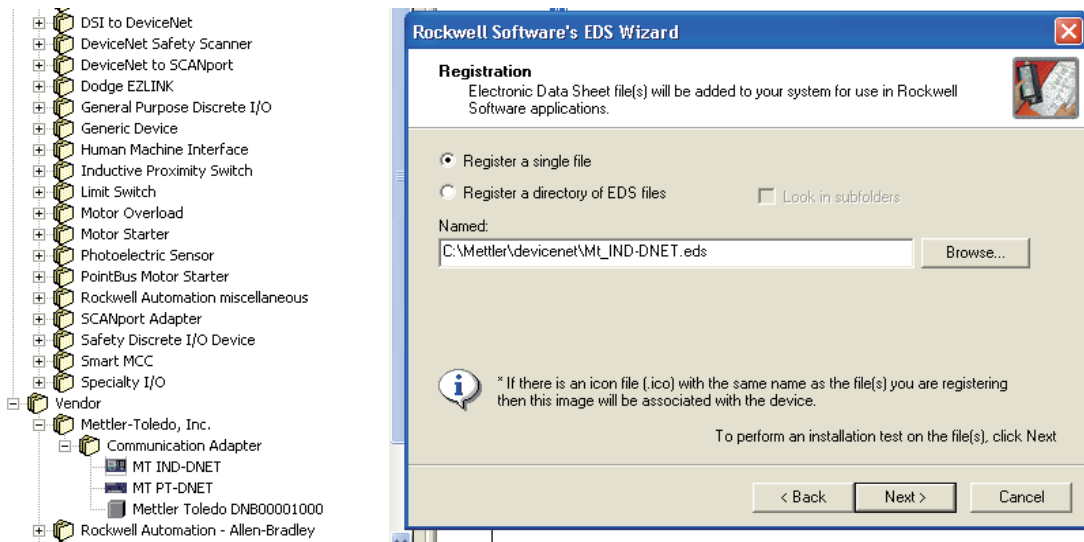 DSI to DeviceNet
DeviceNet Safety Scanner
DeviceNet to SCANport
Dodge EZLINK
General Purpose Discrete I/O
Generic Device
Human Machine Interface
Inductive Proximity Switch
Limit Switch
Motor Overload
Motor Starter
Photoelectric Sensor
PointBus Motor Starter
Rockwell Automation miscellaneous
SCANport Adapter
Safety Discrete I/O Device
Smart MCC
Specialty I/O
Vendor
Mettler-Toledo, Inc.
Communication Adapter
MT IND-DNET
MT PT-DNET
Mettler Toledo DNB00001000
Rockwell Automation - Allen-Bradley
Rockwell Software's EDS Wizard
Registration
Electronic Data Sheet file(s) will be added to your system for use in Rockwell
Software applications.
Register a single file
Register a directory of EDS files
Look in subfolders
Named:
C:\Mettler\devicenet\Mt_IND-DNET.eds
Browse...
* If there is an icon file (.ico) with the same name as the file(s) you are registering
then this image will be associated with the device.
To perform an installation test on the file(s), click Next
< Back
Next >
Cancel